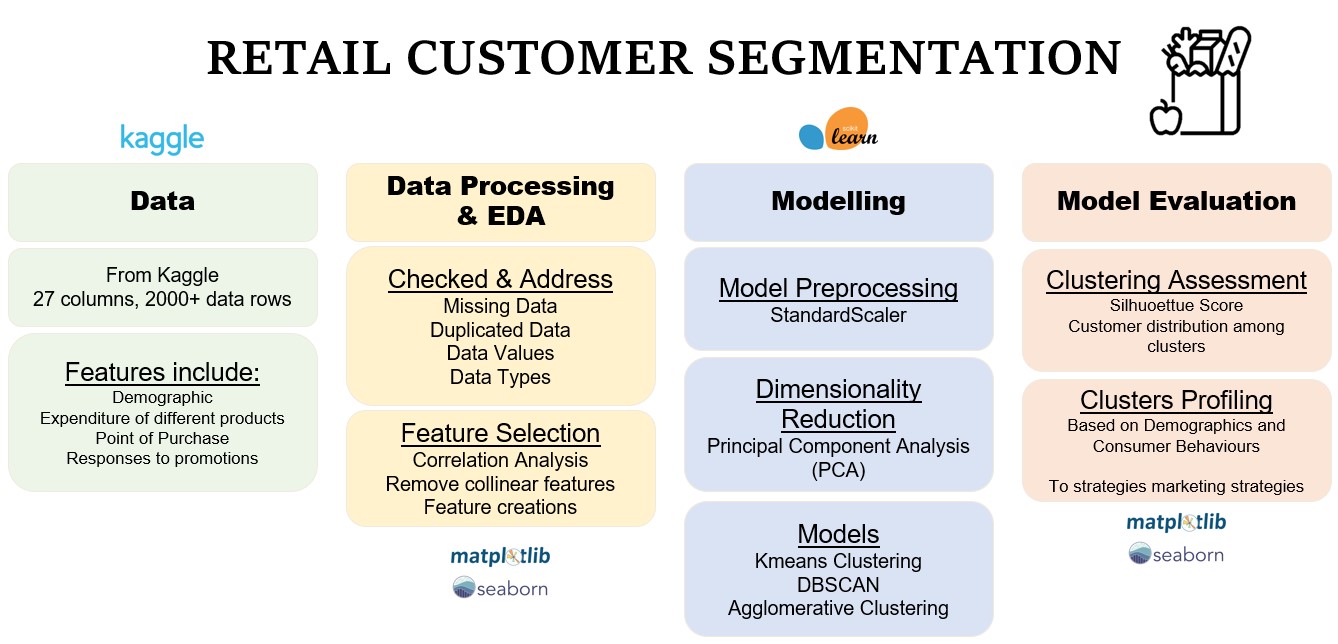 RETAIL CUSTOMER SEGMENTATION
kaggle
Data
From Kaggle
27 columns, 2000+ data rows
Features include:
Demographic
Expenditure of different products
Point of Purchase
Responses to promotions
Data Processing
& EDA
Checked & Address
Missing Data
Duplicated Data
Data Values
Data Types
Feature Selection
Correlation Analysis
Remove collinear features
Feature creations
matplotlib
seaborn
scikit
learn
Modelling
Model Preprocessing
StandardScaler
Dimensionality
Reduction
Principal Component Analysis
(PCA)
Models
Kmeans Clustering
DBSCAN
Agglomerative Clustering
Model Evaluation
Clustering Assessment
Silhuoettue Score
Customer distribution among
clusters
Clusters Profiling
Based on Demographics and
Consumer Behaviours
To strategies marketing strategies
matplotlib
seaborn